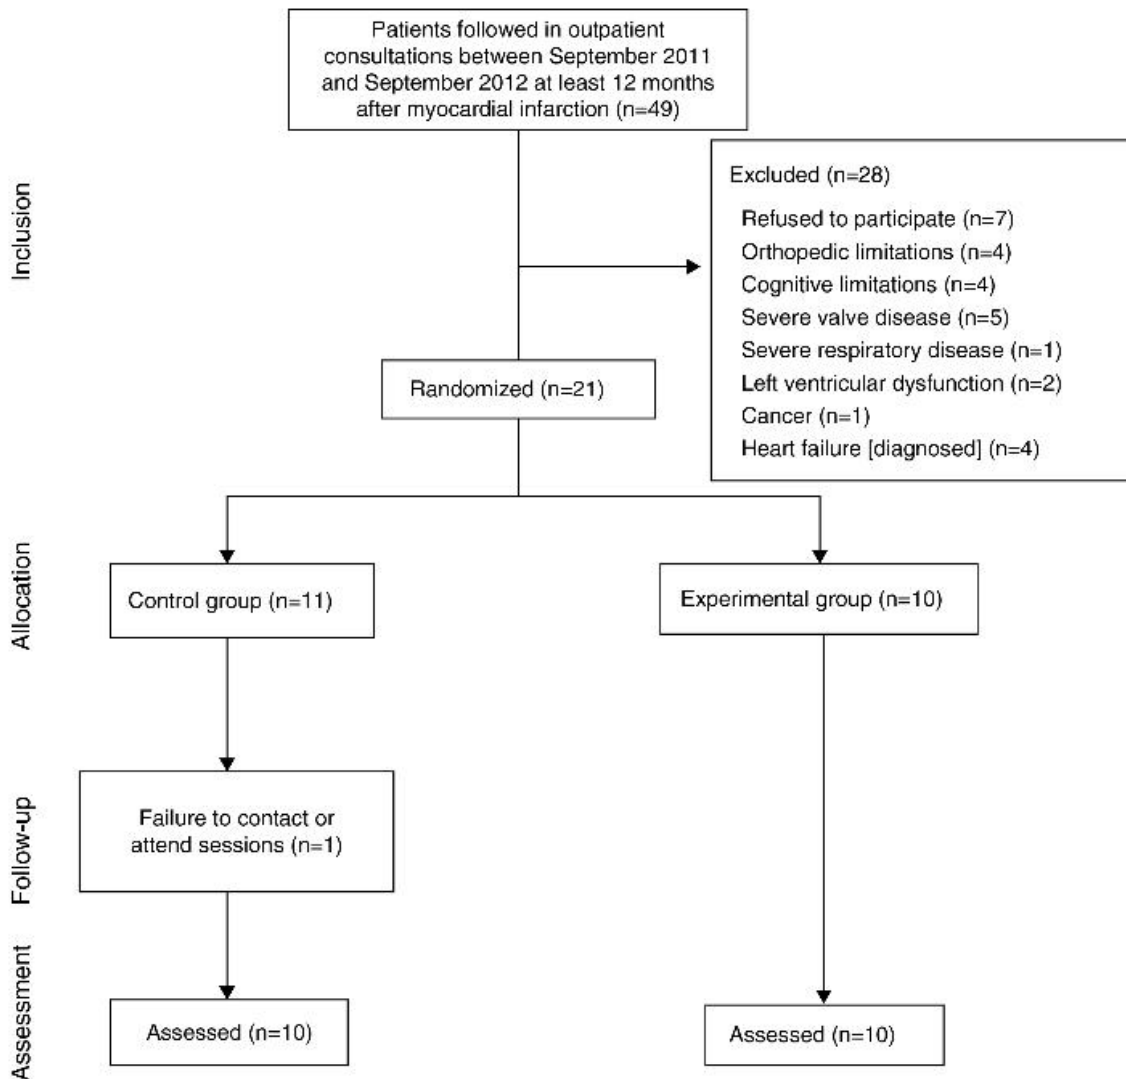 Patients followed in outpatient
consultations between September 2011
and September 2012 at least 12 months
after myocardial infarction (n=49)
Inclusion
Excluded (n=28)
Refused to participate (n=7)
Orthopedic limitations (n=4)
Cognitive limitations (n=4)
Severe valve disease (n=5)
Severe respiratory disease (n=1)
Left ventricular dysfunction (n=2)
Cancer (n=1)
Heart failure [diagnosed] (n=4)
Randomized (n=21)
Allocation
Control group (n=11)
Experimental group (n=10)
Follow-up
Failure to contact or
attend sessions (n=1)
Assessment
Assessed (n=10)
Assessed (n=10)